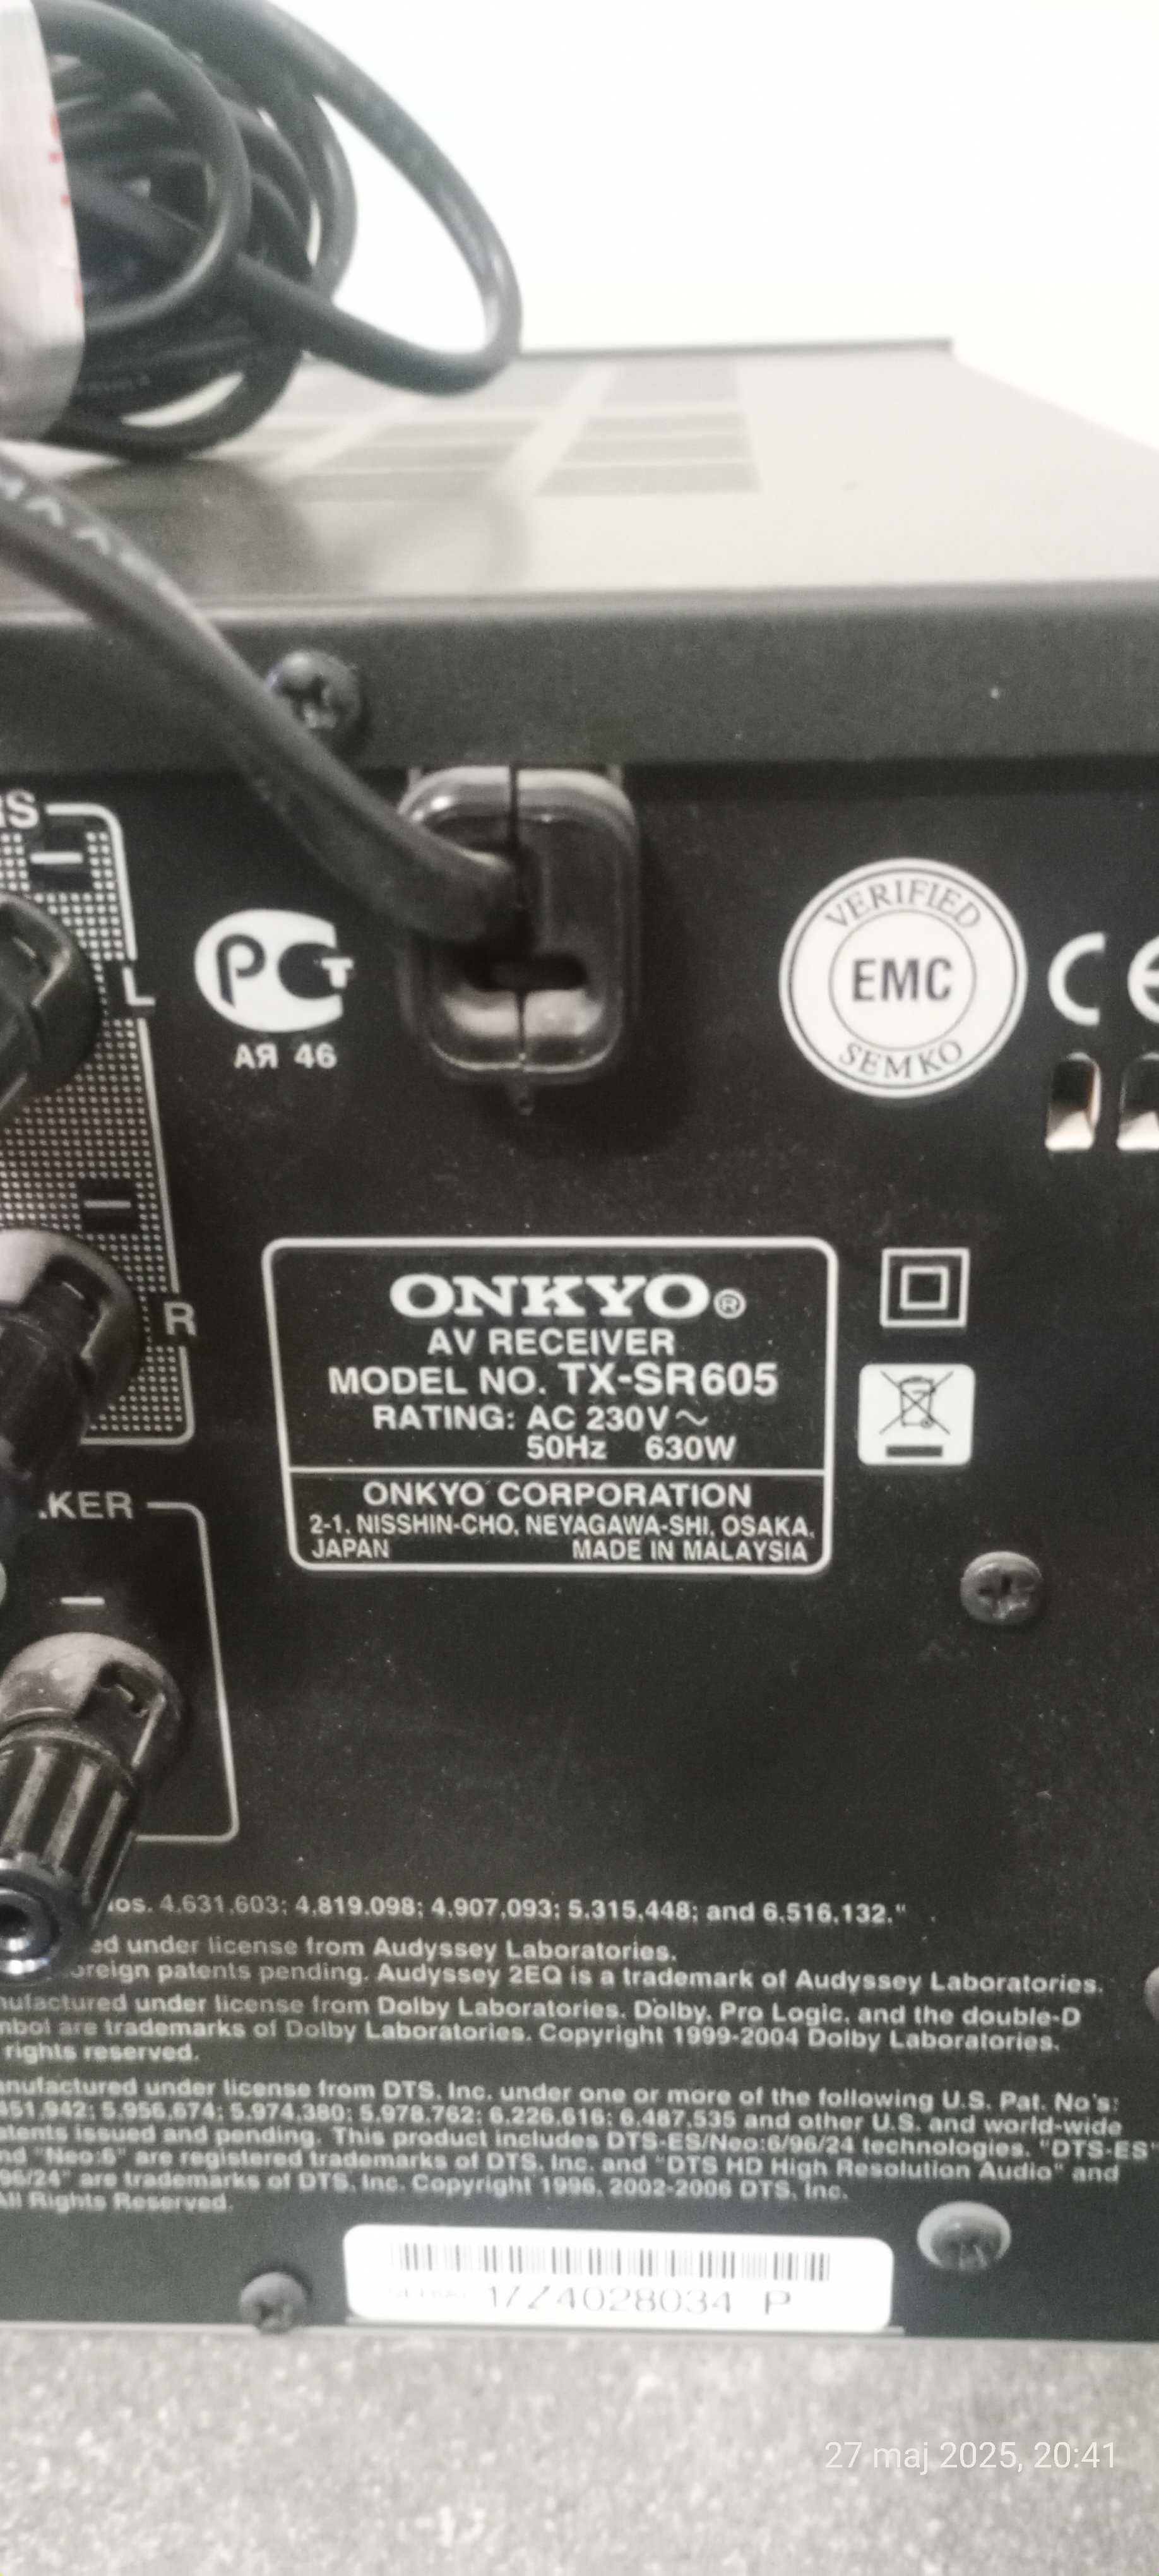 L
R
PCT
АЯ 46
VERIFIED
EMC
SEMKO
CE
ONKYO®
AV RECEIVER
MODEL NO. TX-SR605
RATING: AC 230V~
50Hz 630W
ONKYO CORPORATION
2-1, NISSHIN-CHO, NEYAGAWA-SHI, OSAKA,
JAPAN MADE IN MALAYSIA
KER
os. 4,631,603; 4,819,098; 4,907,093; 5,315,448; and 6,516,132."
ed under license from Audyssey Laboratories.
oreign patents pending. Audyssey 2EQ is a trademark of Audyssey Laboratories.
nufactured under license from Dolby Laboratories. Dolby, Pro Logic, and the double-D
mbol are trademarks of Dolby Laboratories. Copyright 1999-2004 Dolby Laboratories.
rights reserved.
anufactured under license from DTS, Inc. under one or more of the following U.S. Pat. No's:
451,942; 5,956,674; 5,974,380; 5,978,762; 6,226,616; 6,487,535 and other U.S. and world-wide
atents issued and pending. This product includes DTS-ES/Neo:6/96/24 technologies. "DTS-ES"
nd "Neo:6" are registered trademarks of DTS, Inc. and "DTS HD High Resolution Audio" and
96/24" are trademarks of DTS, Inc. Copyright 1996, 2002-2006 DTS, Inc.
All Rights Reserved.
27 maj 2025, 20:41